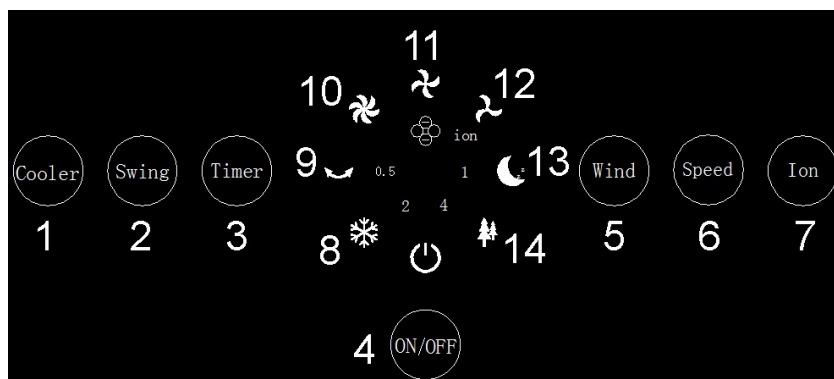 11
10 12
ion
Cooler Swing Timer 9 0.5 1 13 Wind Speed Ion
2 4
1 2 3 8 14 5 6 7
4 ON/OFF